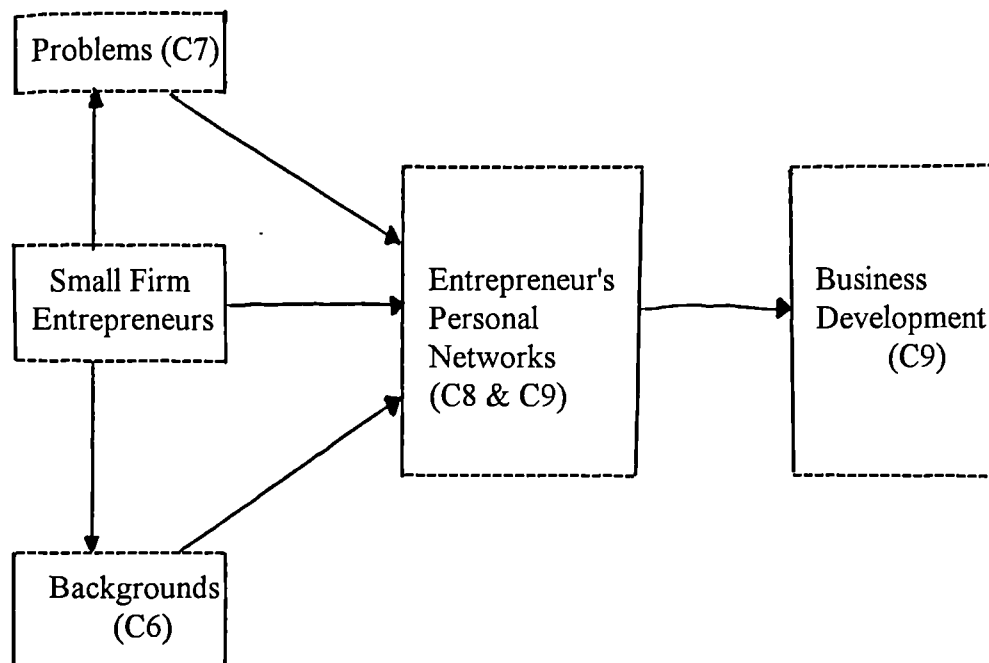 Problems (C7)
Small Firm
Entrepreneurs
Entrepreneur's
Personal
Networks
(C8 & C9)
Business
Development
(C9)
Backgrounds
(C6)